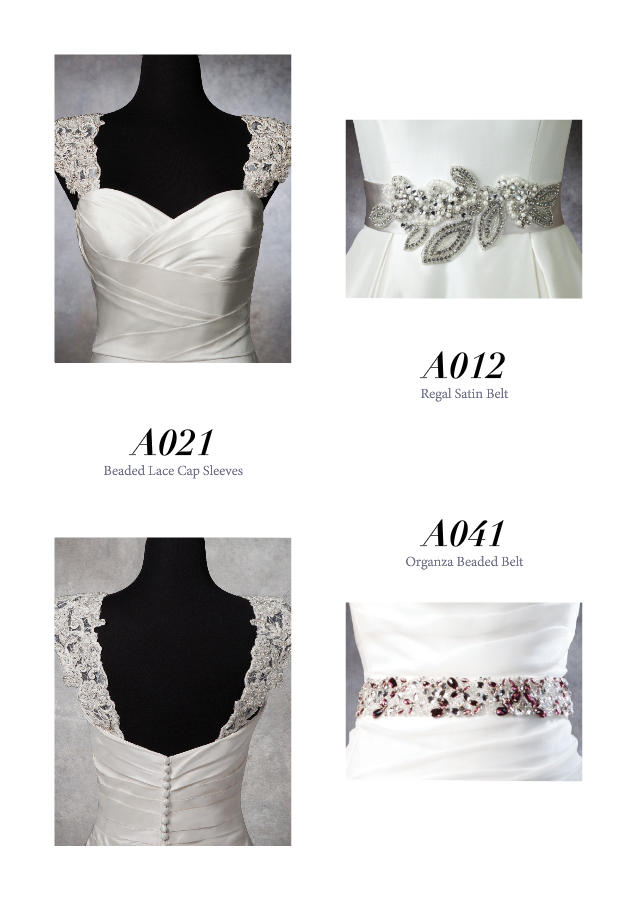 A021
Beaded Lace Cap Sleeves
A012
Regal Satin Belt
A041
Organza Beaded Belt